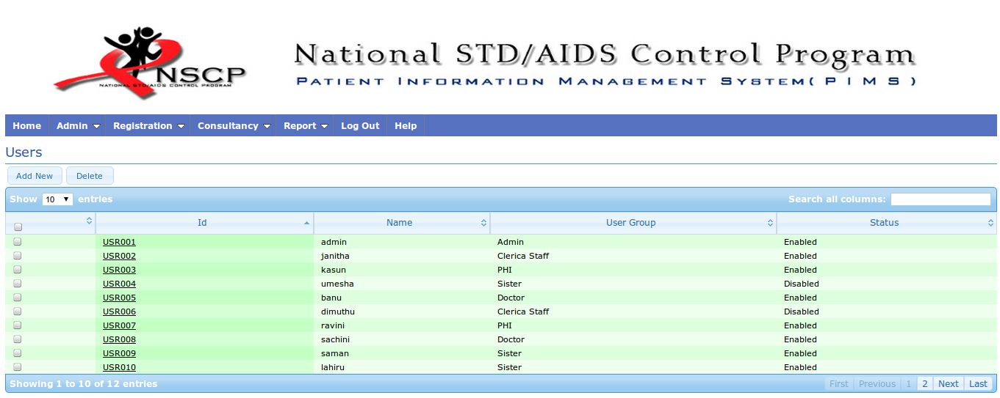 NSCP
NATIONAL STD/AIDS CONTROL PROGRAM
National STD/AIDS Control Program
PATIENT INFORMATION MANAGEMENT SYSTEM( P I M S )
Home Admin Registration Consultancy Report Log Out Help
Users
Add New Delete
Show 10 entries Search all columns:
Id Name User Group Status
USR001 admin Admin Enabled
USR002 janitha Clerica Staff Enabled
USR003 kasun PHI Enabled
USR004 umesha Sister Disabled
USR005 banu Doctor Enabled
USR006 dimuthu Clerica Staff Disabled
USR007 ravini PHI Enabled
USR008 sachini Doctor Enabled
USR009 saman Sister Enabled
USR010 lahiru Sister Enabled
Showing 1 to 10 of 12 entries First Previous 1 2 Next Last